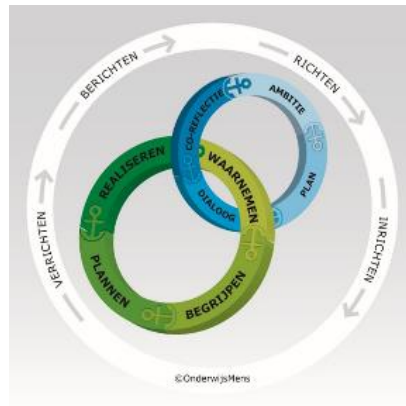 BERICHTEN
RICHTEN
INRICHTEN
VERRICHTEN
CO-REFLECTIE
AMBITIE
PLAN
DIALOOG
REALISEREN
WAARNEMEN
BEGRIJPEN
PLANNEN
©OnderwijsMens